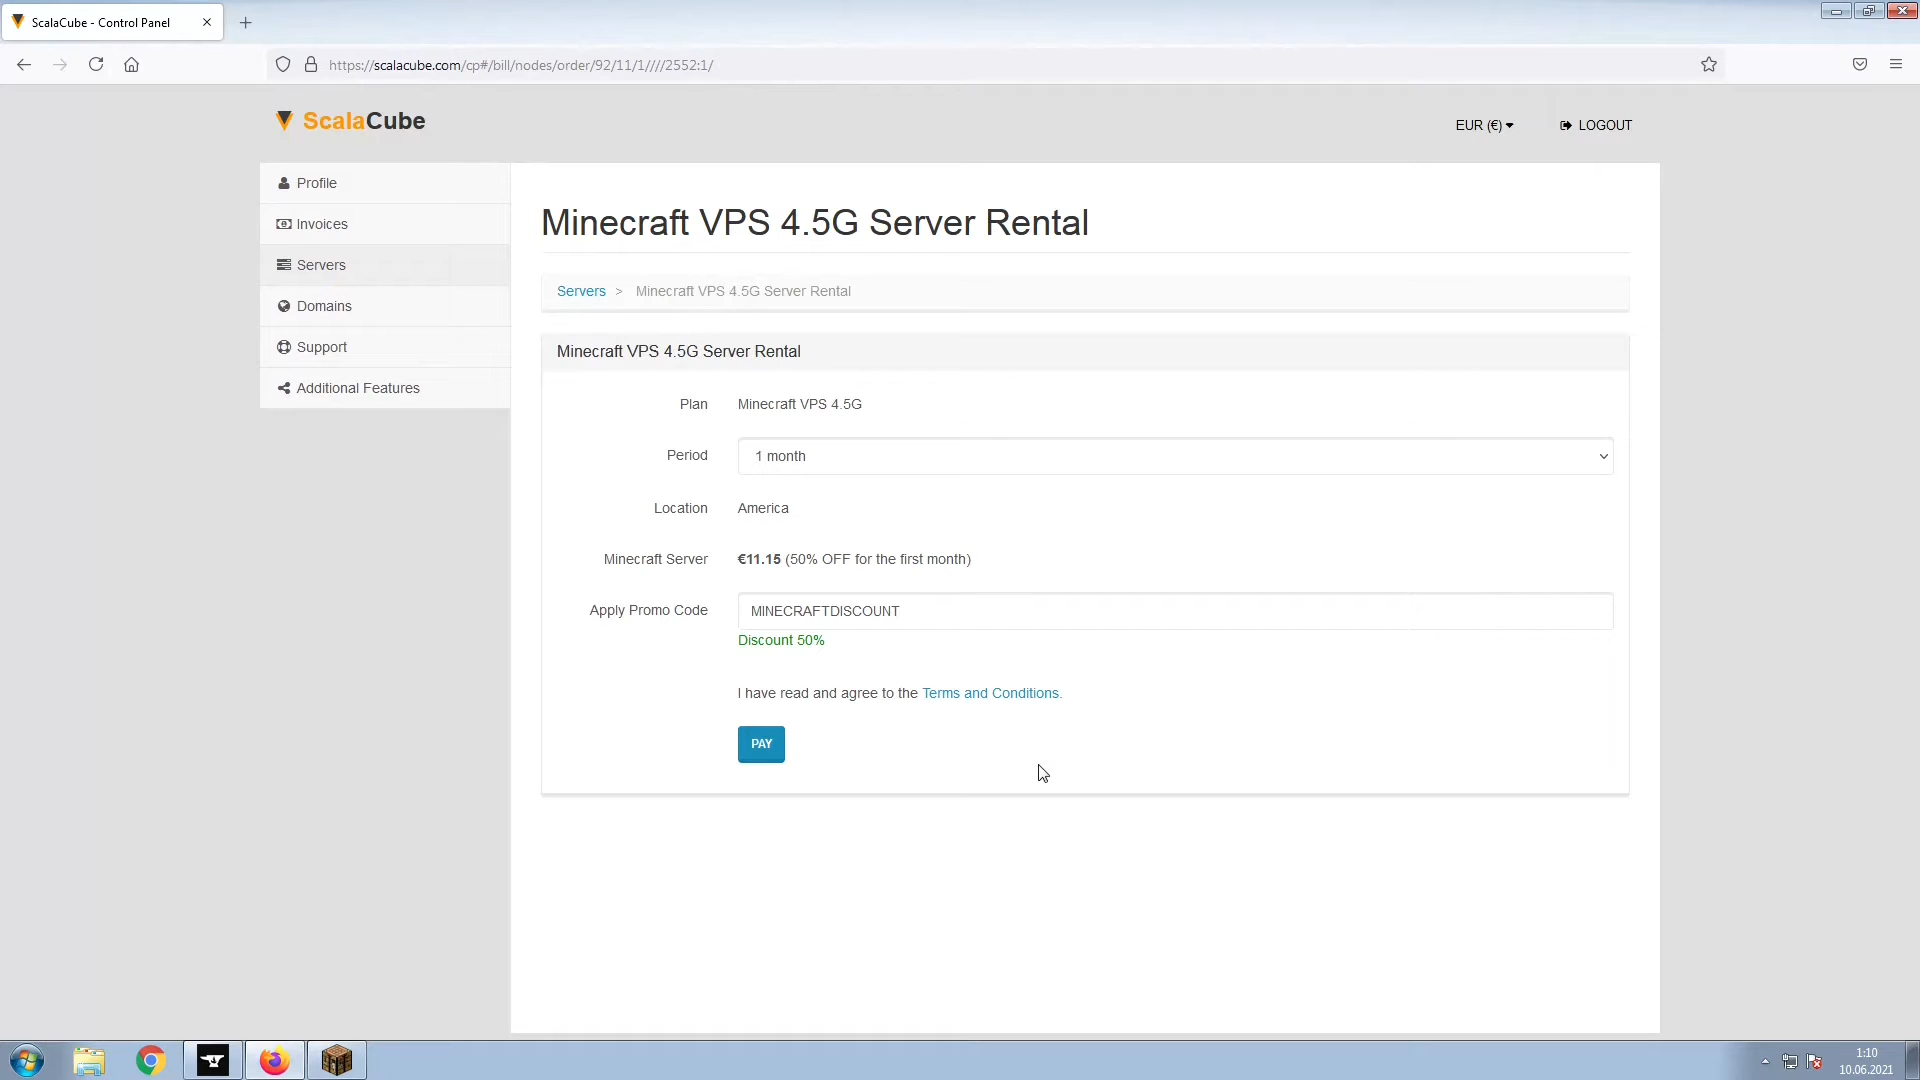 ScalaCube - Control Panel
https://scalacube.com/cp#/bill/nodes/order/92/11/1////2552:1/
ScalaCube
EUR (€)
LOGOUT
Profile
Invoices
Servers
Domains
Support
Additional Features
Minecraft VPS 4.5G Server Rental
Servers > Minecraft VPS 4.5G Server Rental
Minecraft VPS 4.5G Server Rental
Plan Minecraft VPS 4.5G
Period 1 month
Location America
Minecraft Server €11.15 (50% OFF for the first month)
Apply Promo Code MINECRAFTDISCOUNT
Discount 50%
I have read and agree to the Terms and Conditions.
PAY
1:10
10.06.2021